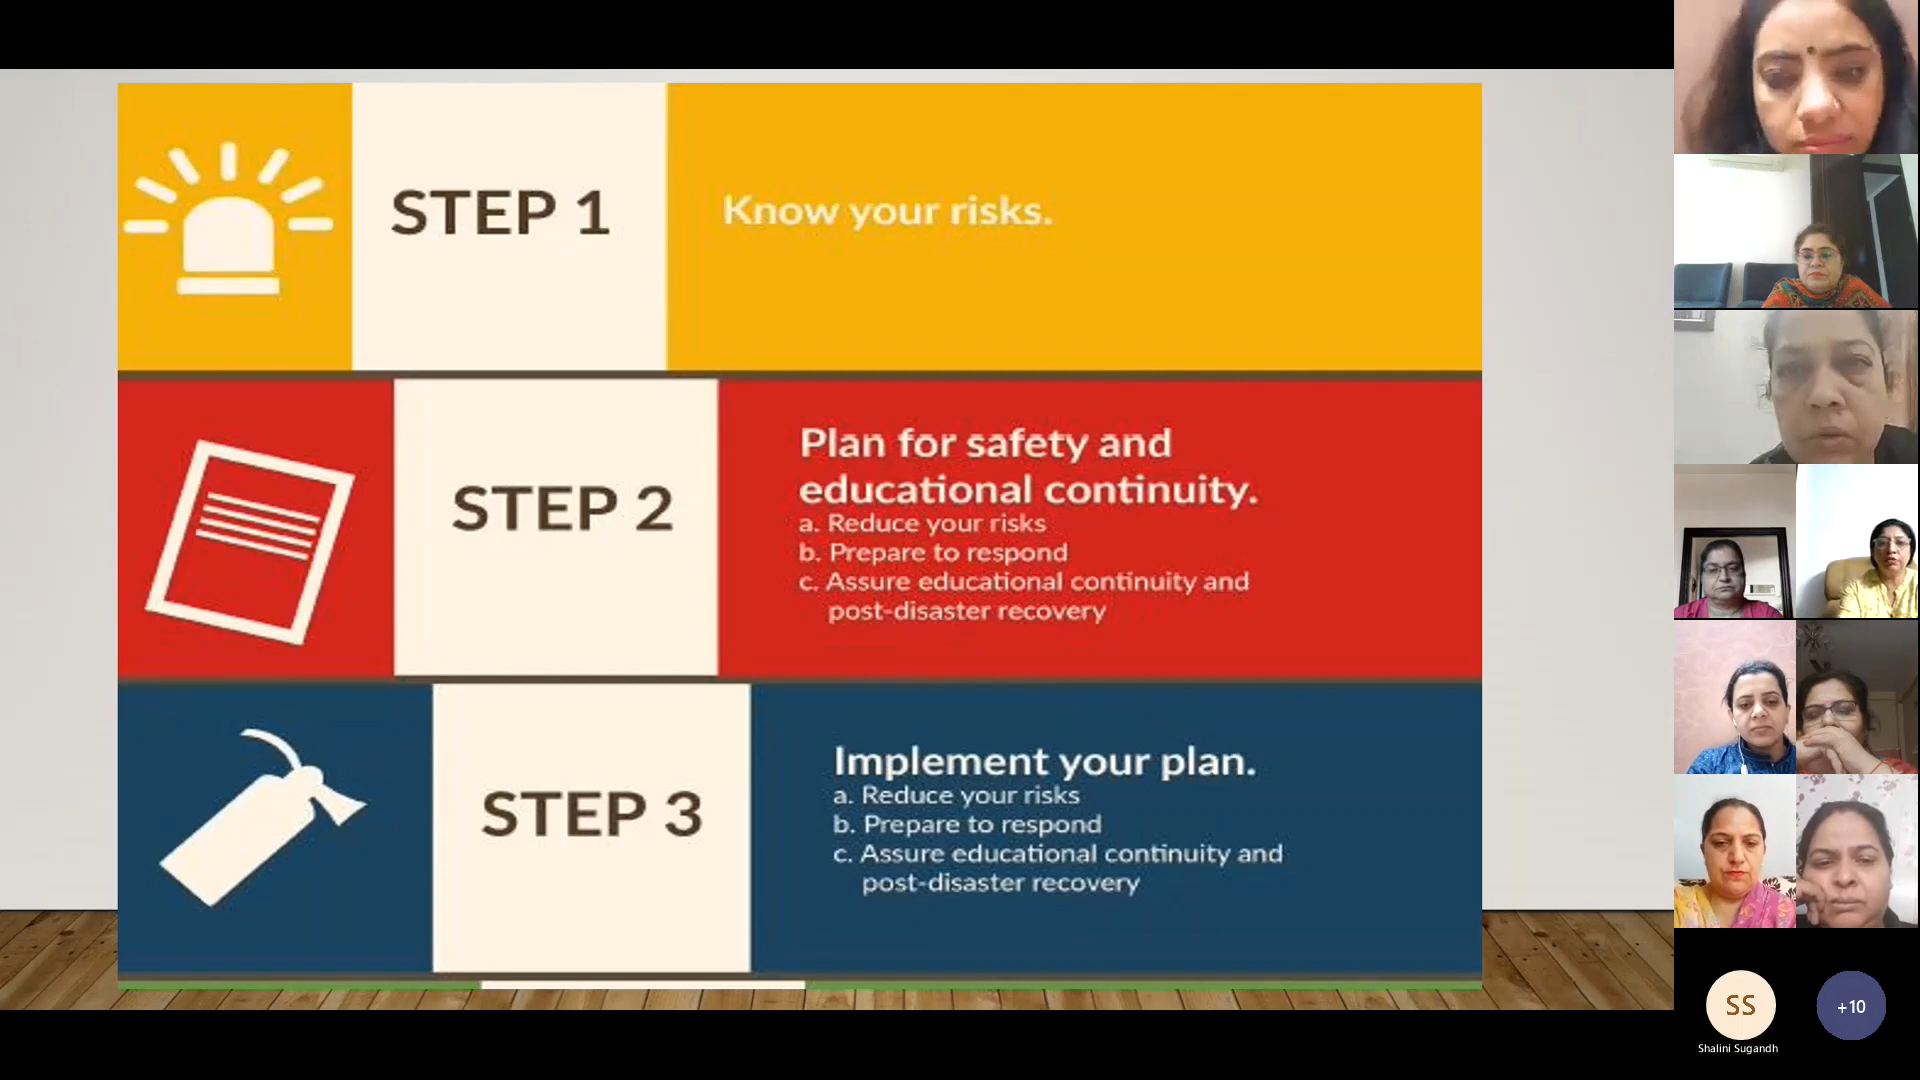 STEP 1
Know your risks.
STEP 2
Plan for safety and
educational continuity.
a. Reduce your risks
b. Prepare to respond
c. Assure educational continuity and
post-disaster recovery
STEP 3
Implement your plan.
a. Reduce your risks
b. Prepare to respond
c. Assure educational continuity and
post-disaster recovery
SS
+10
Shalini Sugandh